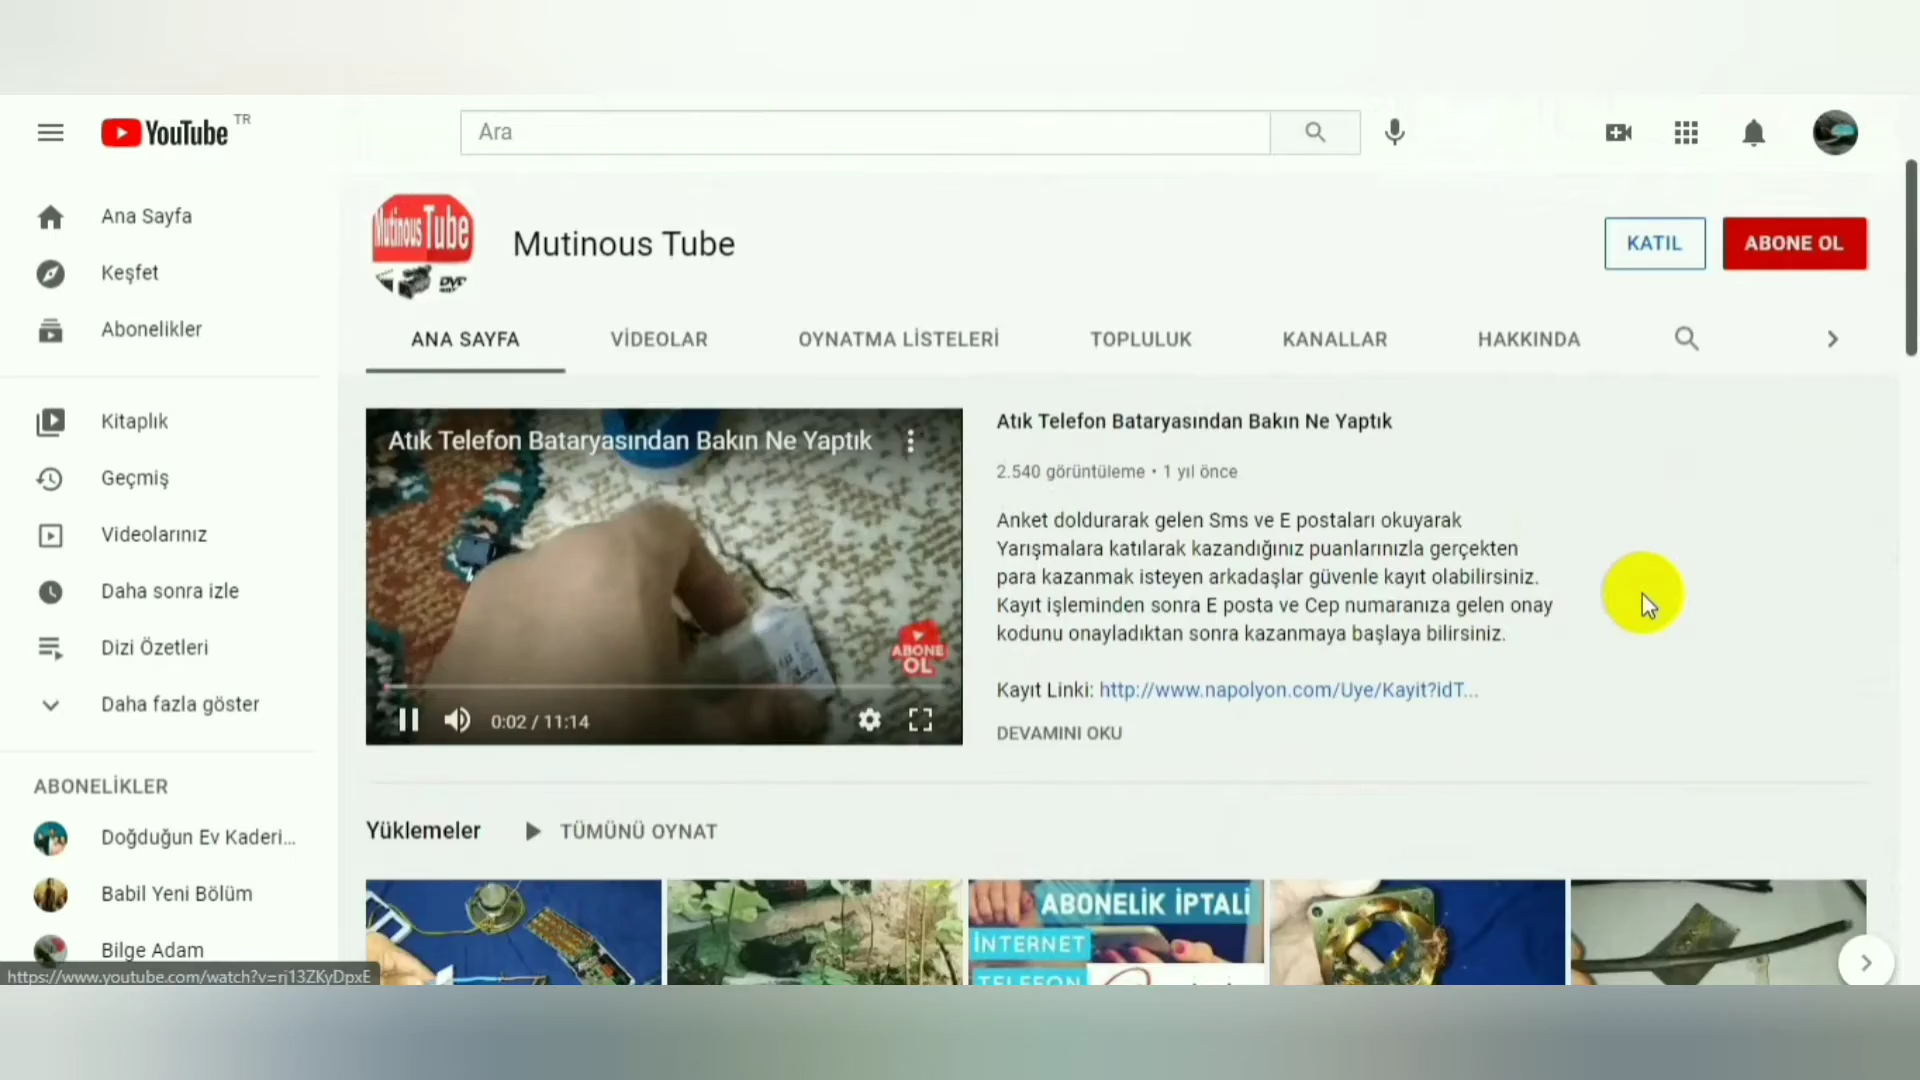 YouTube TR
Ara
Ana Sayfa
Keşfet
Abonelikler
Kitaplık
Geçmiş
Videolarınız
Daha sonra izle
Dizi Özetleri
Daha fazla göster
ABONELİKLER
Doğduğun Ev Kaderi...
Babil Yeni Bölüm
Bilge Adam
https://www.youtube.com/watch?v=rj13ZKyDpxE
Mutinous Tube
DVD
Mutinous Tube
KATIL
ABONE OL
ANA SAYFA
VİDEOLAR
OYNATMA LİSTELERİ
TOPLULUK
KANALLAR
HAKKINDA
Atık Telefon Bataryasından Bakın Ne Yaptık
ABONE
OL
0:02 / 11:14
Atık Telefon Bataryasından Bakın Ne Yaptık
2.540 görüntüleme • 1 yıl önce
Anket doldurarak gelen Sms ve E postaları okuyarak
Yarışmalara katılarak kazandığınız puanlarınızla gerçekten
para kazanmak isteyen arkadaşlar güvenle kayıt olabilirsiniz.
Kayıt işleminden sonra E posta ve Cep numaranıza gelen onay
kodunu onayladıktan sonra kazanmaya başlaya bilirsiniz.
Kayıt Linki: http://www.napolyon.com/Uye/Kayit?idT...
DEVAMINI OKU
Yüklemeler
TÜMÜNÜ OYNAT
ABONELİK İPTALİ
İNTERNET
TELEFON